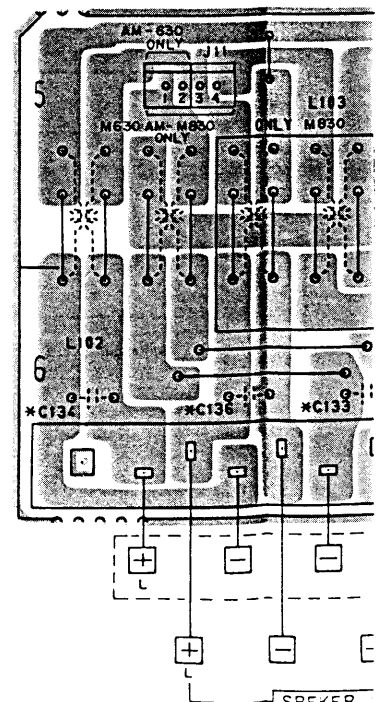 AM-630
ONLY
J11
5
1 2 3 4
L103
M630 AM-M830
ONLY
ONLY M830
L102
6
*C134
*C136
*C133
+
L
−
−
+
L
−
SPEKER